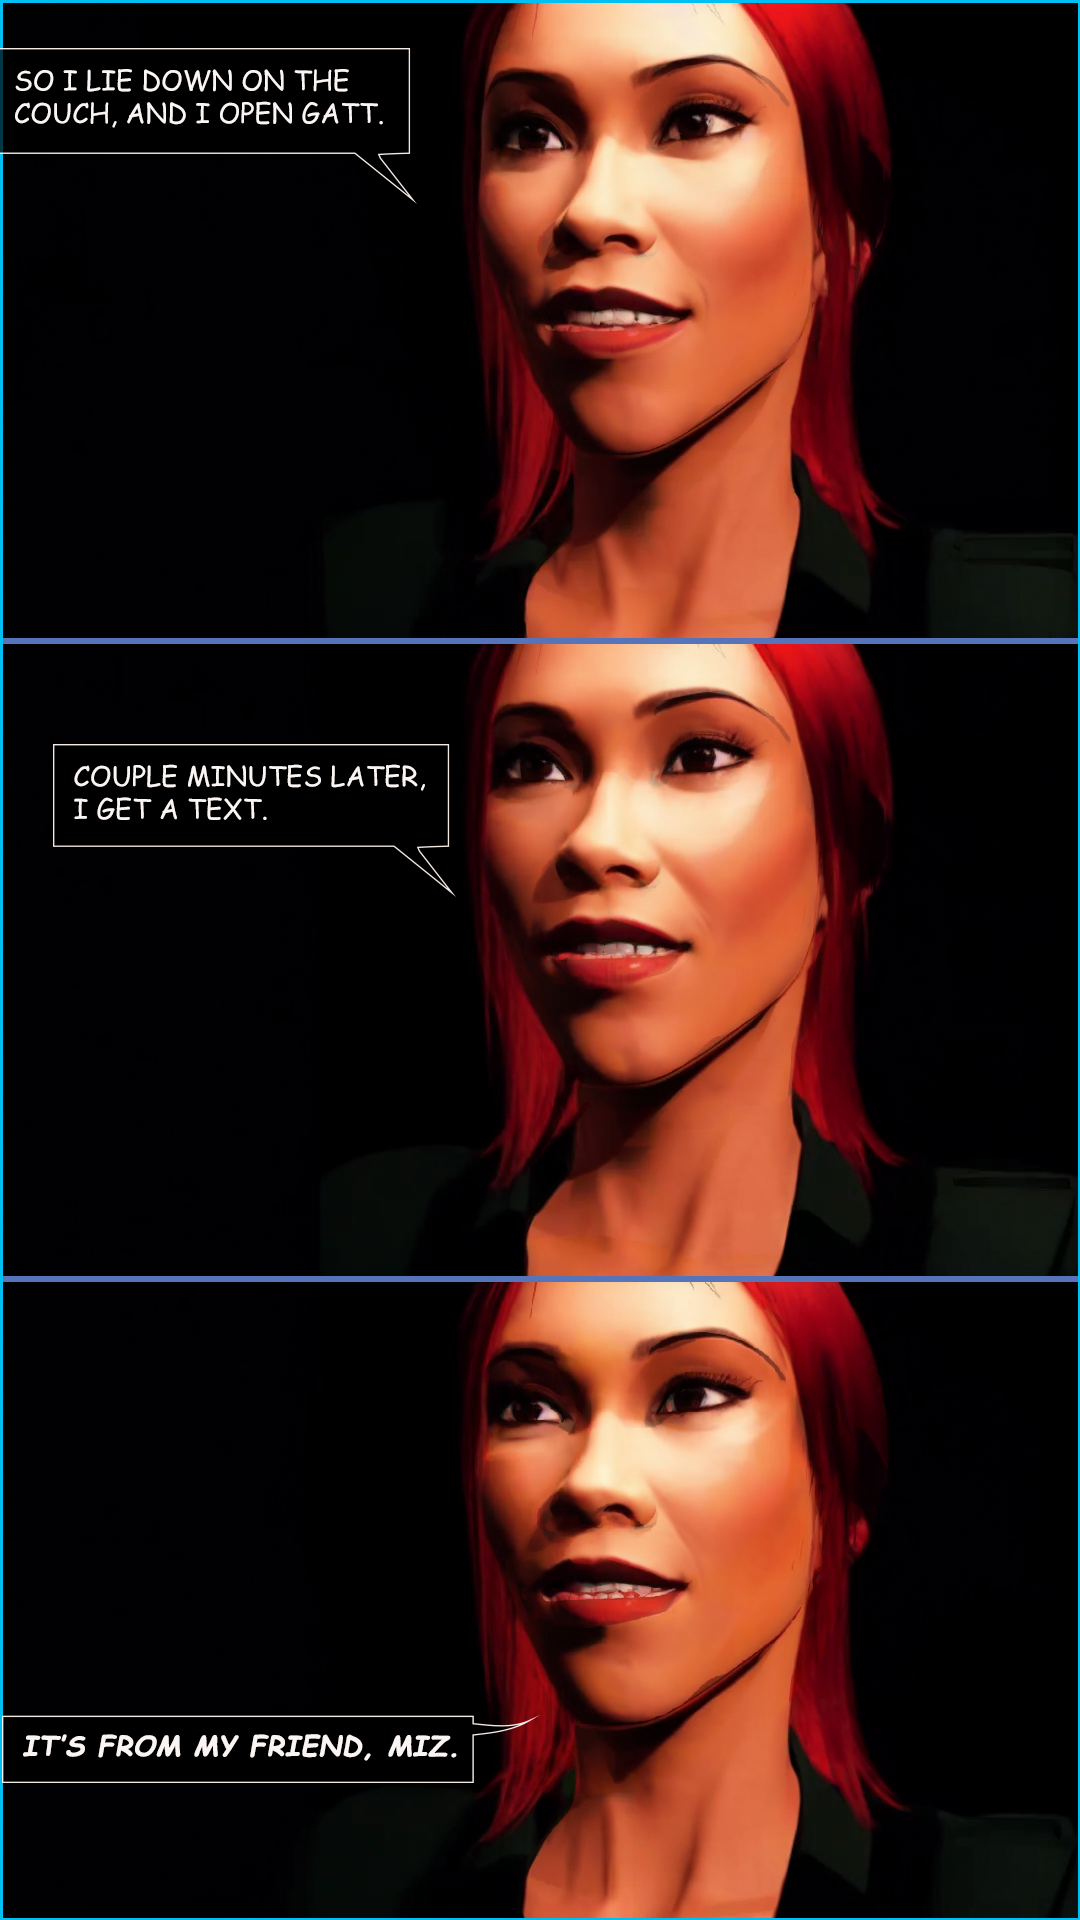 SO I LIE DOWN ON THE
COUCH, AND I OPEN GATT.
COUPLE MINUTES LATER,
I GET A TEXT.
IT'S FROM MY FRIEND, MIZ.